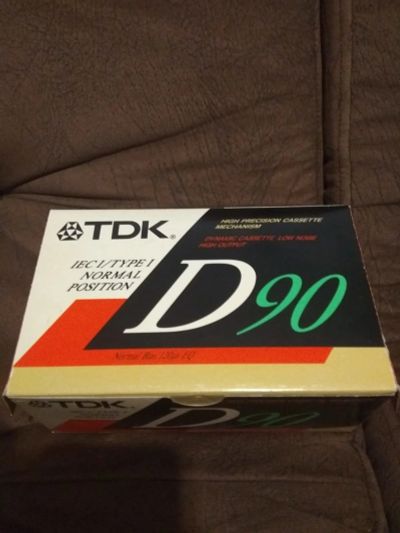 TDK®
HIGH PRECISION CASSETTE
MECHANISM
DYNAMIC CASSETTE LOW NOISE
HIGH OUTPUT
IEC I/TYPE I
NORMAL
POSITION
D90
Normal Bias 120μs EQ
TDK
D90